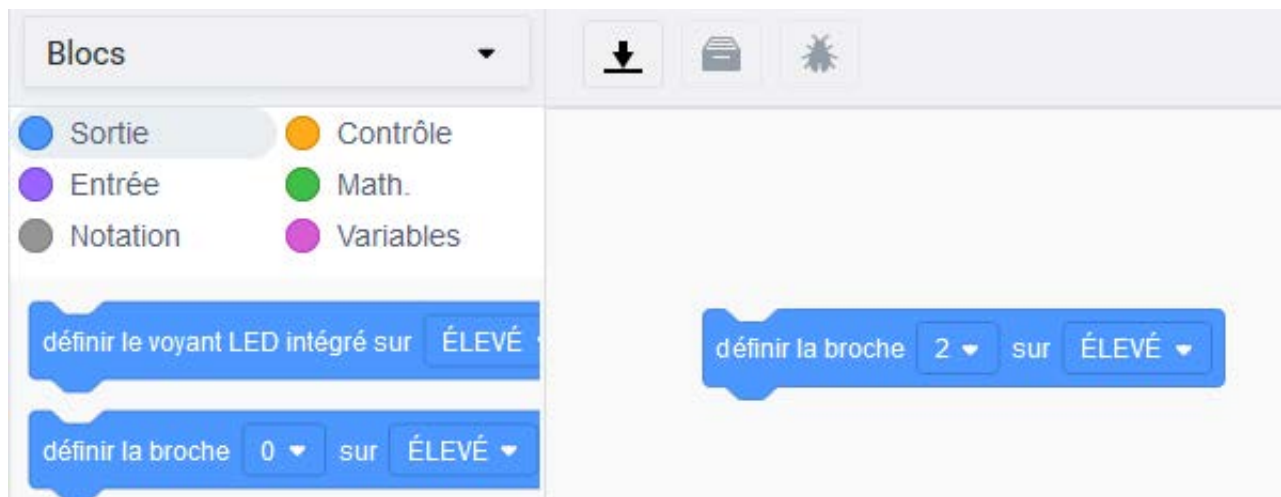 Blocs
Sortie Contrôle
Entrée Math.
Notation Variables
définir le voyant LED intégré sur ÉLEVÉ
définir la broche 2 sur ÉLEVÉ
définir la broche 0 sur ÉLEVÉ